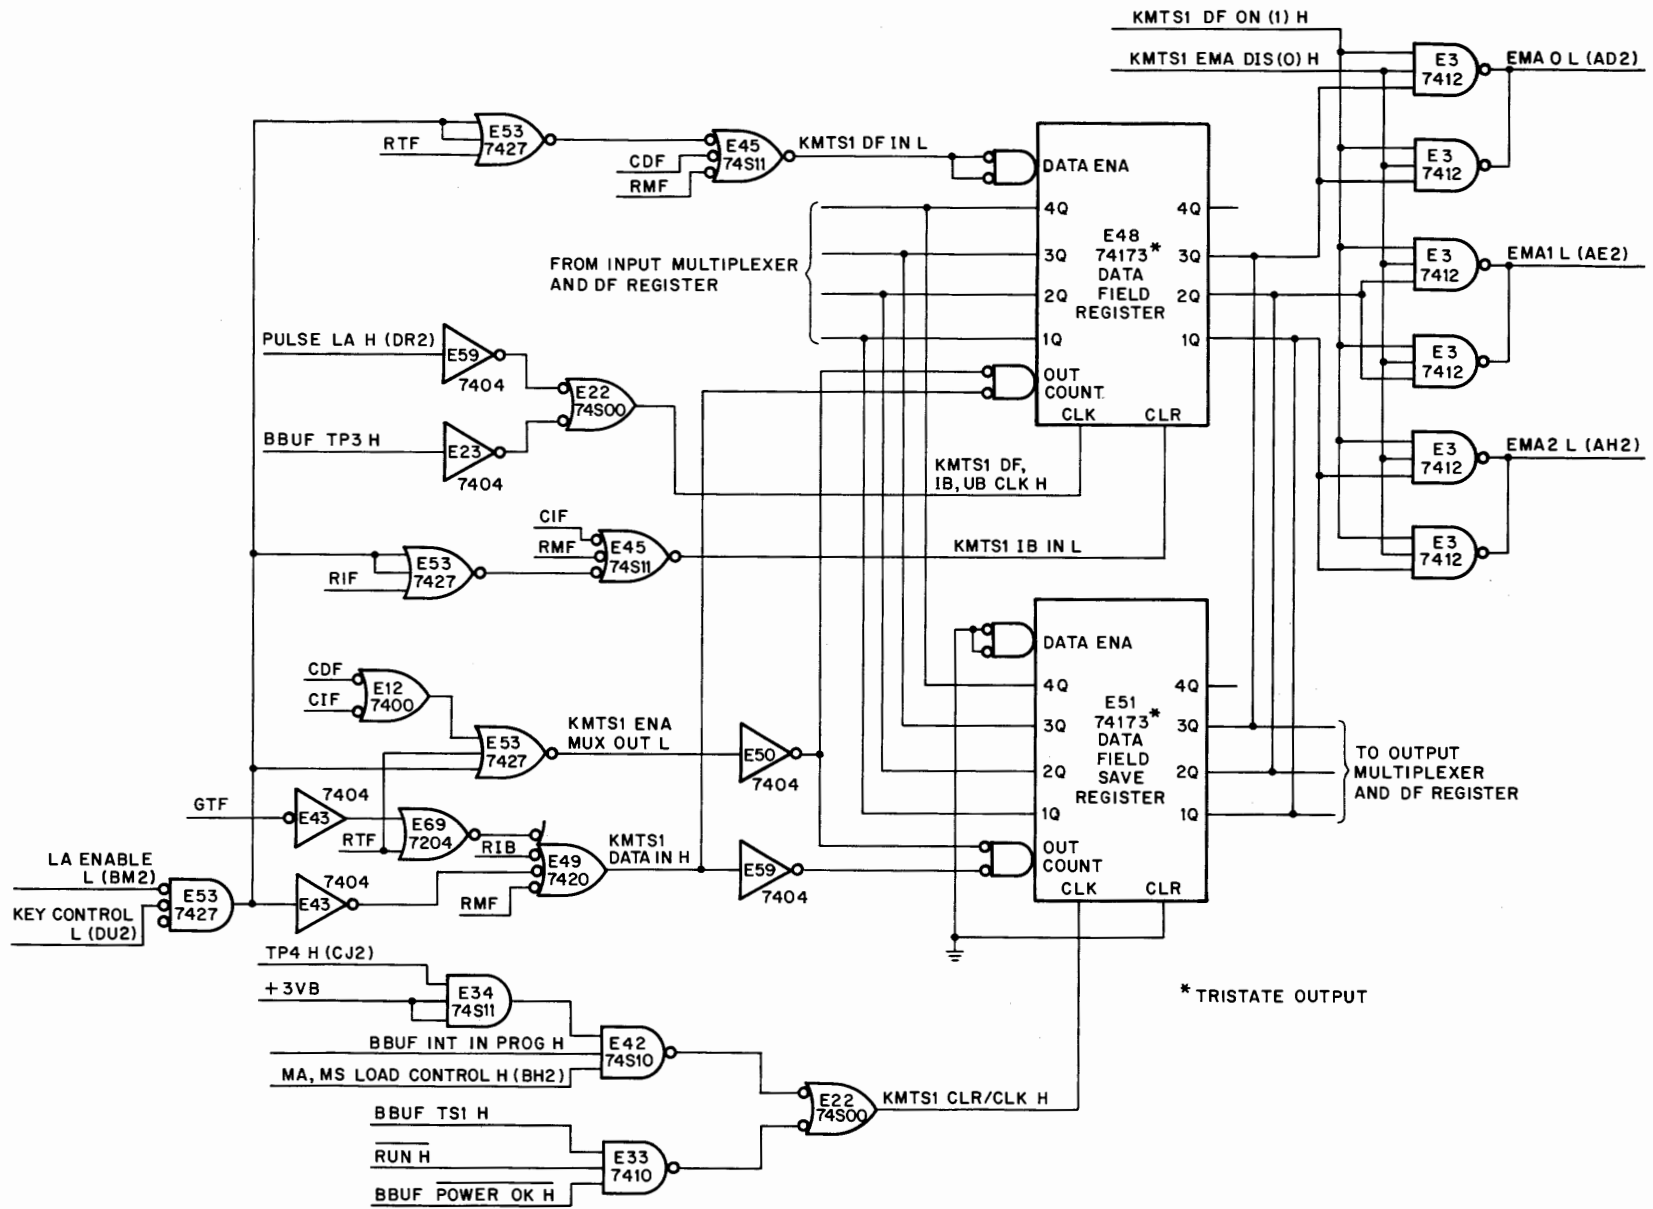 KMTS1 DF ON (1) H
KMTS1 EMA DIS(0) H
E3
7412
EMA 0 L (AD2)
E3
7412
E3
7412
EMA1 L (AE2)
E3
7412
E3
7412
EMA2 L (AH2)
E3
7412
RTF
E53
7427
CDF
RMF
E45
74S11
KMTS1 DF IN L
DATA ENA
4Q
3Q
2Q
1Q
E48
74173*
DATA
FIELD
REGISTER
4Q
3Q
2Q
1Q
OUT
COUNT
CLK
CLR
FROM INPUT MULTIPLEXER
AND DF REGISTER
PULSE LA H (DR2)
E59
7404
BBUF TP3 H
E23
7404
E22
74S00
KMTS1 DF,
IB, UB CLK H
CIF
RMF
E45
74S11
KMTS1 IB IN L
RIF
E53
7427
CDF
CIF
E12
7400
E53
7427
KMTS1 ENA
MUX OUT L
E50
7404
GTF
7404
E43
RTF
E69
7204
RIB
E49
7420
RMF
KMTS1
DATA IN H
E59
7404
LA ENABLE
L (BM2)
KEY CONTROL
L (DU2)
E53
7427
7404
E43
DATA ENA
4Q
3Q
2Q
1Q
E51
74173*
DATA
FIELD
SAVE
REGISTER
4Q
3Q
2Q
1Q
OUT
COUNT
CLK
CLR
TO OUTPUT
MULTIPLEXER
AND DF REGISTER
TP4 H (CJ2)
+3VB
E34
74S11
BBUF INT IN PROG H
MA, MS LOAD CONTROL H (BH2)
E42
74S10
BBUF TS1 H
RUN H
BBUF POWER OK H
E33
7410
E22
74S00
KMTS1 CLR/CLK H
* TRISTATE OUTPUT